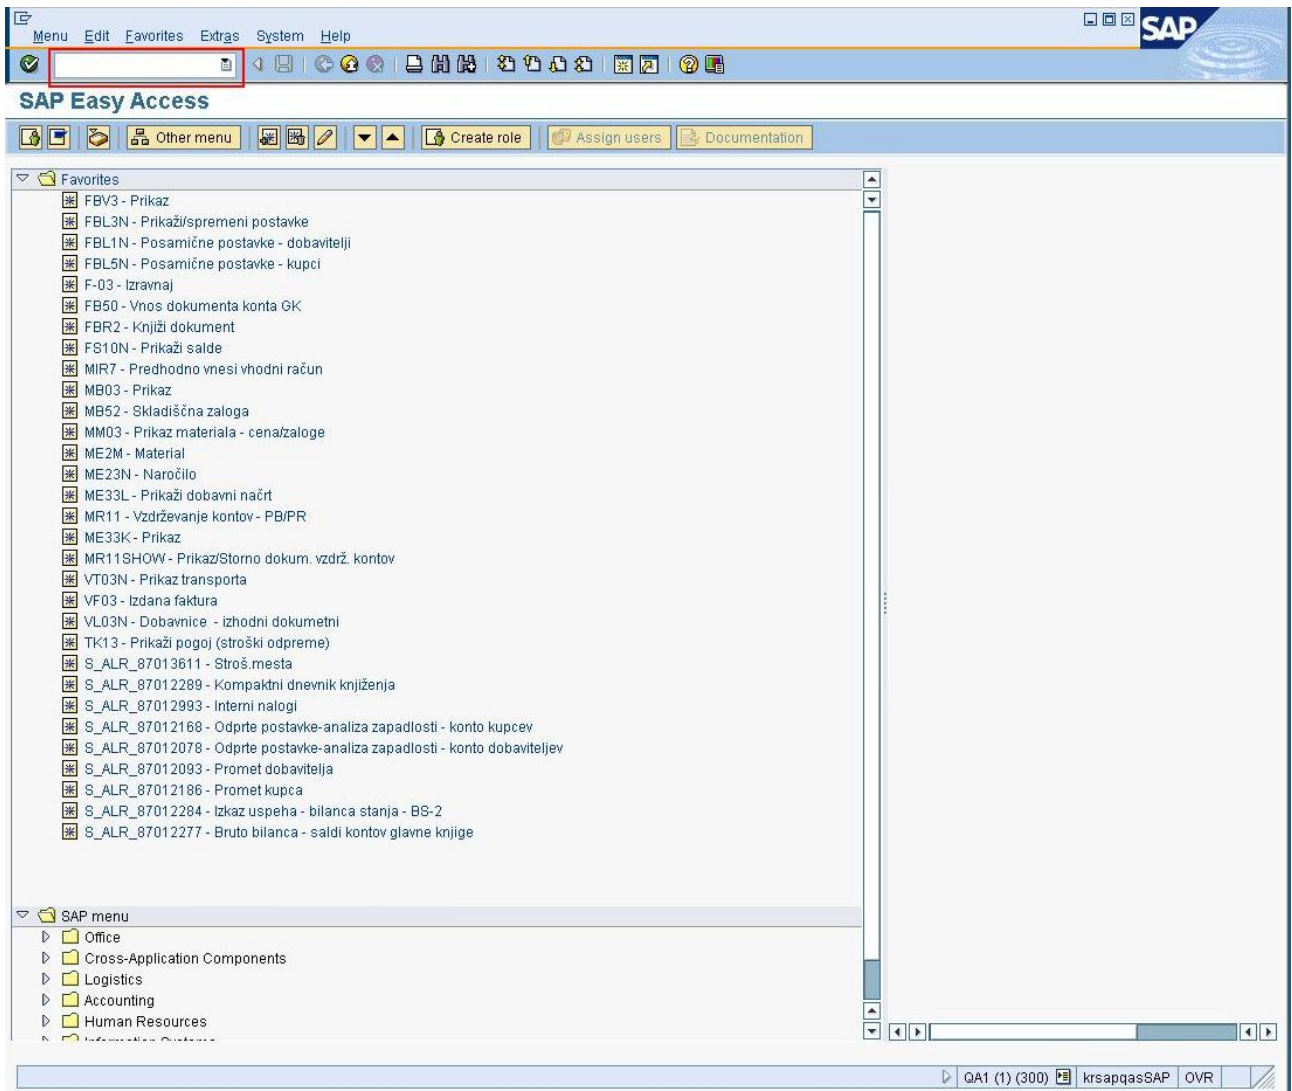 Menu Edit Favorites Extras System Help
SAP
SAP Easy Access
Other menu Create role Assign users Documentation
Favorites
FBV3 - Prikaz
FBL3N - Prikaži/spremeni postavke
FBL1N - Posamične postavke - dobavitelji
FBL5N - Posamične postavke - kupci
F-03 - Izravnaj
FB50 - Vnos dokumenta konta GK
FBR2 - Knjiži dokument
FS10N - Prikaži salde
MIR7 - Predhodno vnesi vhodni račun
MB03 - Prikaz
MB52 - Skladiščna zaloga
MM03 - Prikaz materiala - cena/zaloge
ME2M - Material
ME23N - Naročilo
ME33L - Prikaži dobavni načrt
MR11 - Vzdrževanje kontov - PB/PR
ME33K - Prikaz
MR11SHOW - Prikaz/Storno dokum. vzdrž. kontov
VT03N - Prikaz transporta
VF03 - Izdana faktura
VL03N - Dobavnice - izhodni dokumetni
TK13 - Prikaži pogoj (stroški odpreme)
S_ALR_87013611 - Stroš.mesta
S_ALR_87012289 - Kompaktni dnevnik knjiženja
S_ALR_87012993 - Interni nalogi
S_ALR_87012168 - Odprte postavke-analiza zapadlosti - konto kupcev
S_ALR_87012078 - Odprte postavke-analiza zapadlosti - konto dobaviteljev
S_ALR_87012093 - Promet dobavitelja
S_ALR_87012186 - Promet kupca
S_ALR_87012284 - Izkaz uspeha - bilanca stanja - BS-2
S_ALR_87012277 - Bruto bilanca - saldi kontov glavne knjige
SAP menu
Office
Cross-Application Components
Logistics
Accounting
Human Resources
Information Systems
QA1 (1) (300) krsapqasSAP OVR